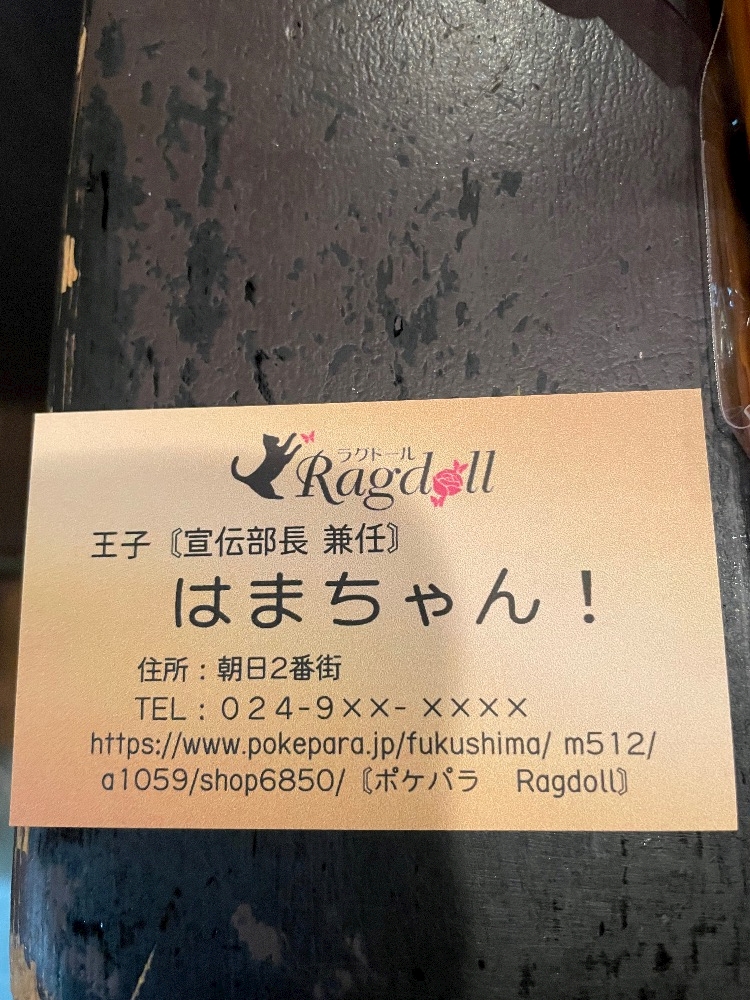 ラグドール
Ragdoll
王子〘宣伝部長 兼任〙
はまちゃん！
住所：朝日2番街
TEL：０２４-９××- ××××
https://www.pokepara.jp/fukushima/ m512/
a1059/shop6850/〘ポケパラ　Ragdoll〙